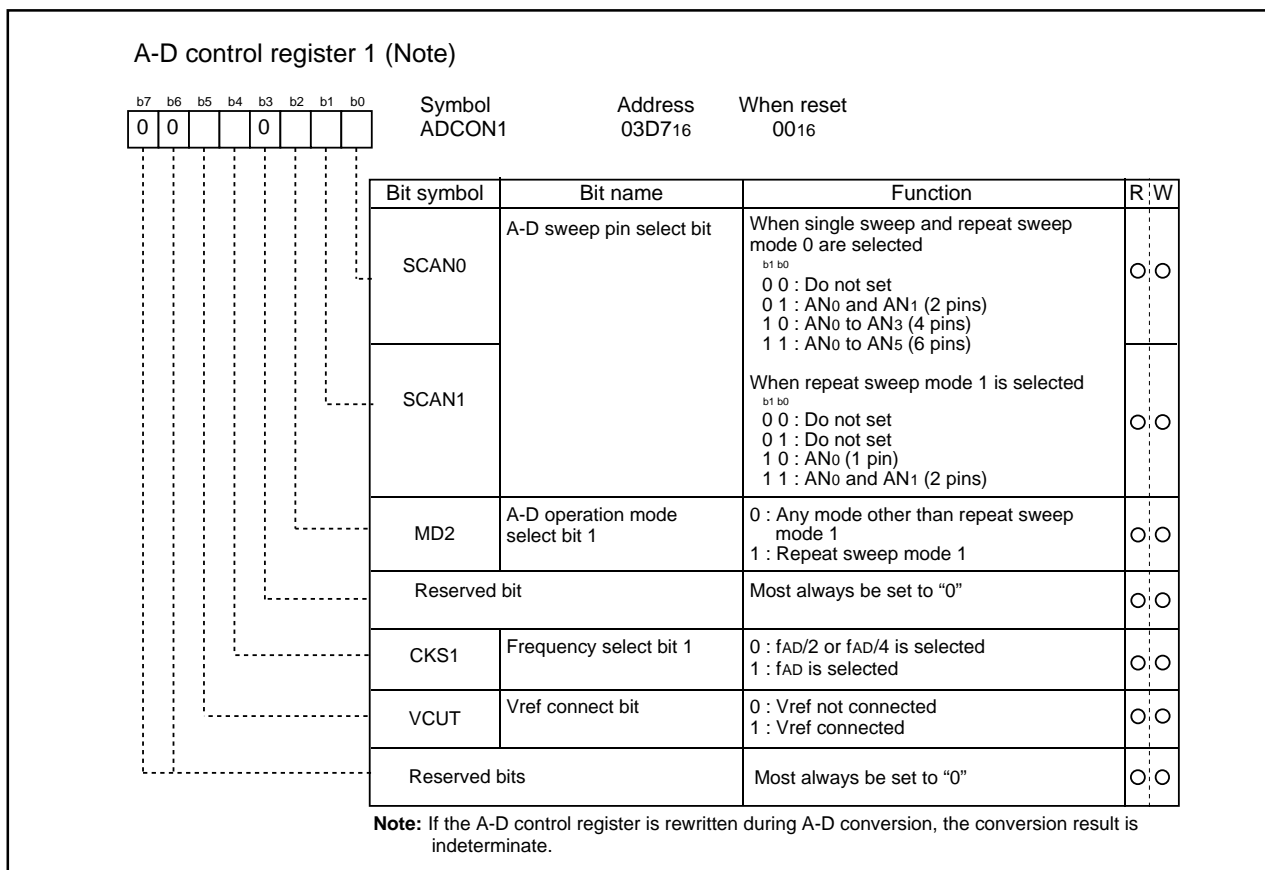 A-D control register 1 (Note)
b7 b6 b5 b4 b3 b2 b1 b0
0 0 0
Symbol Address When reset
ADCON1 03D716 0016
Bit symbol Bit name Function R W
SCAN0
A-D sweep pin select bit
When single sweep and repeat sweep
mode 0 are selected
b1 b0
0 0 : Do not set
0 1 : AN0 and AN1 (2 pins)
1 0 : AN0 to AN3 (4 pins)
1 1 : AN0 to AN5 (6 pins)
SCAN1
When repeat sweep mode 1 is selected
b1 b0
0 0 : Do not set
0 1 : Do not set
1 0 : AN0 (1 pin)
1 1 : AN0 and AN1 (2 pins)
MD2
A-D operation mode
select bit 1
0 : Any mode other than repeat sweep
mode 1
1 : Repeat sweep mode 1
Reserved bit
Most always be set to “0”
CKS1
Frequency select bit 1
0 : fAD/2 or fAD/4 is selected
1 : fAD is selected
VCUT
Vref connect bit
0 : Vref not connected
1 : Vref connected
Reserved bits
Most always be set to “0”
Note: If the A-D control register is rewritten during A-D conversion, the conversion result is
indeterminate.